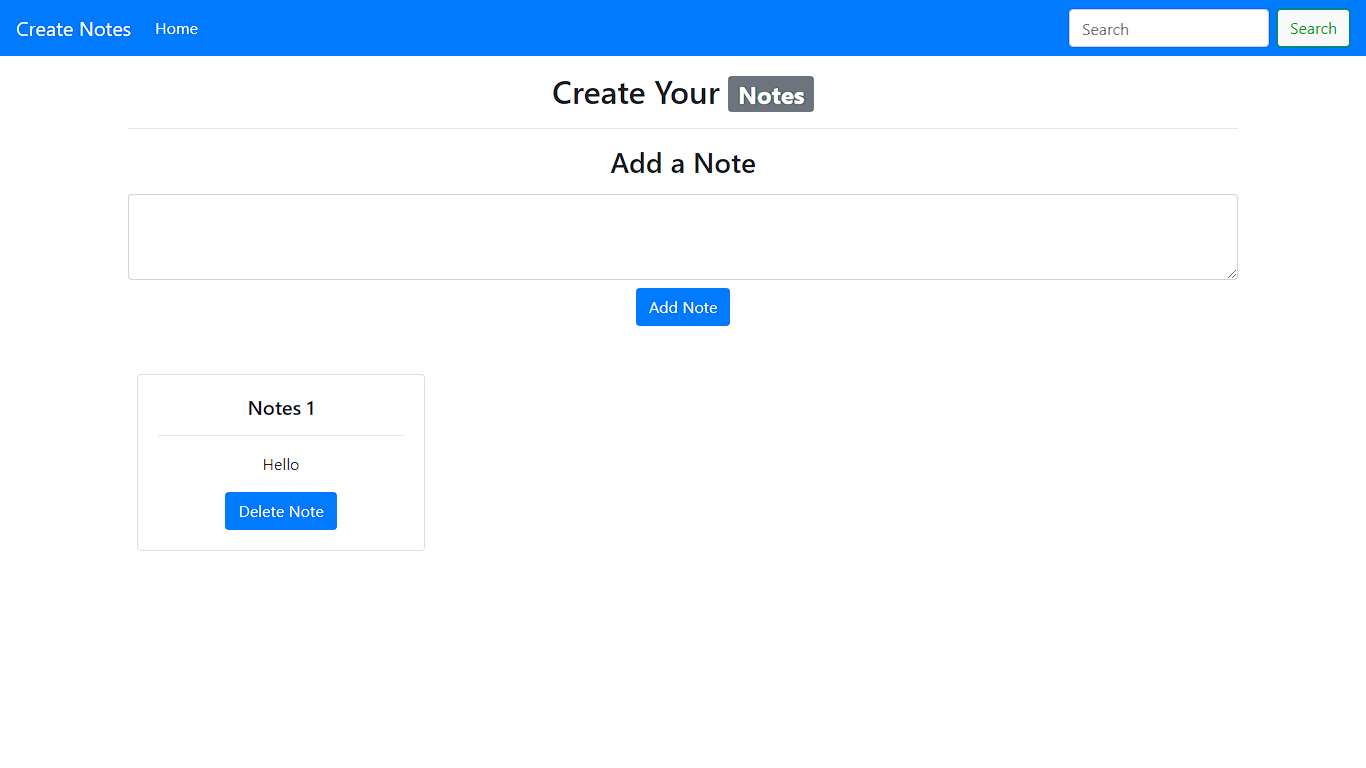 Create Notes Home Search Search
Create Your Notes
Add a Note
Add Note
Notes 1
Hello
Delete Note